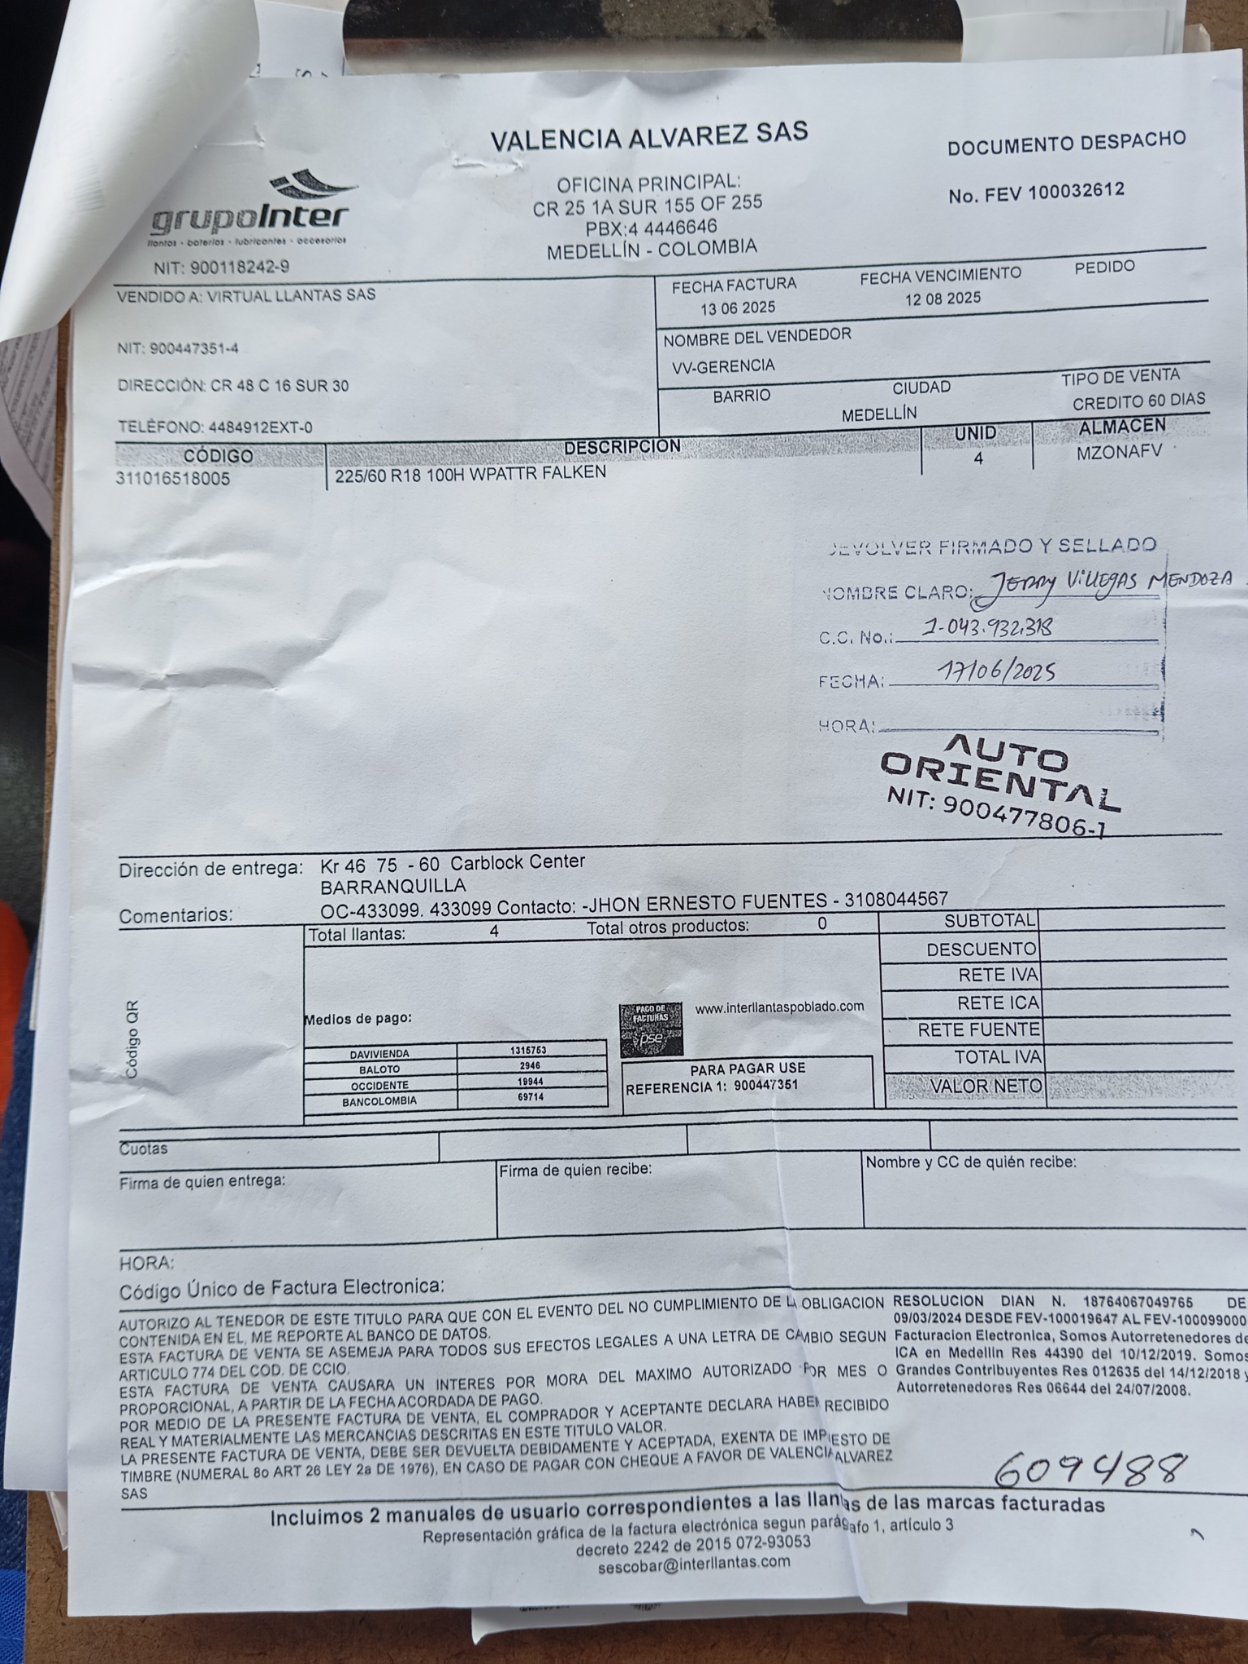 VALENCIA ALVAREZ SAS
DOCUMENTO DESPACHO
No. FEV 100032612
OFICINA PRINCIPAL:
CR 25 1A SUR 155 OF 255
PBX:4 4446646
MEDELLÍN - COLOMBIA
grupoInter
llantas - baterías - lubricantes - accesorios
NIT: 900118242-9
VENDIDO A: VIRTUAL LLANTAS SAS
NIT: 900447351-4
DIRECCIÓN: CR 48 C 16 SUR 30
TELÉFONO: 4484912EXT-0
FECHA FACTURA FECHA VENCIMIENTO PEDIDO
13 06 2025 12 08 2025
NOMBRE DEL VENDEDOR
VV-GERENCIA
BARRIO CIUDAD TIPO DE VENTA
MEDELLÍN CREDITO 60 DIAS
CÓDIGO DESCRIPCION UNID ALMACEN
311016518005 225/60 R18 100H WPATTR FALKEN 4 MZONAFV
DEVOLVER FIRMADO Y SELLADO
NOMBRE CLARO: Jerry Villegas Mendoza
C.C. No.: 1-043.932.318
FECHA: 17/06/2025
HORA:
AUTO
ORIENTAL
NIT: 900477806-1
Dirección de entrega: Kr 46 75 - 60 Carblock Center
BARRANQUILLA
Comentarios: OC-433099. 433099 Contacto: -JHON ERNESTO FUENTES - 3108044567
Total llantas: 4 Total otros productos: 0
SUBTOTAL
DESCUENTO
RETE IVA
RETE ICA
RETE FUENTE
TOTAL IVA
VALOR NETO
Código QR
Medios de pago:
DAVIVIENDA 1315753
BALOTO 2946
OCCIDENTE 19944
BANCOLOMBIA 69714
PAGO DE
FACTURAS
pse
www.interllantaspoblado.com
PARA PAGAR USE
REFERENCIA 1: 900447351
Cuotas
Firma de quien entrega:
Firma de quien recibe:
Nombre y CC de quién recibe:
HORA:
Código Único de Factura Electronica:
AUTORIZO AL TENEDOR DE ESTE TITULO PARA QUE CON EL EVENTO DEL NO CUMPLIMIENTO DE LA OBLIGACION
CONTENIDA EN EL, ME REPORTE AL BANCO DE DATOS.
ESTA FACTURA DE VENTA SE ASEMEJA PARA TODOS SUS EFECTOS LEGALES A UNA LETRA DE CAMBIO SEGUN
ARTICULO 774 DEL COD. DE CCIO.
ESTA FACTURA DE VENTA CAUSARA UN INTERES POR MORA DEL MAXIMO AUTORIZADO POR MES O
PROPORCIONAL, A PARTIR DE LA FECHA ACORDADA DE PAGO.
POR MEDIO DE LA PRESENTE FACTURA DE VENTA, EL COMPRADOR Y ACEPTANTE DECLARA HABER RECIBIDO
REAL Y MATERIALMENTE LAS MERCANCIAS DESCRITAS EN ESTE TITULO VALOR.
LA PRESENTE FACTURA DE VENTA, DEBE SER DEVUELTA DEBIDAMENTE Y ACEPTADA, EXENTA DE IMPUESTO DE
TIMBRE (NUMERAL 8o ART 26 LEY 2a DE 1976), EN CASO DE PAGAR CON CHEQUE A FAVOR DE VALENCIA ALVAREZ
SAS
RESOLUCION DIAN N. 18764067049765 DE
09/03/2024 DESDE FEV-100019647 AL FEV-100099000
Facturacion Electronica, Somos Autorretenedores de
ICA en Medellin Res 44390 del 10/12/2019. Somos
Grandes Contribuyentes Res 012635 del 14/12/2018 y
Autorretenedores Res 06644 del 24/07/2008.
609488
Incluimos 2 manuales de usuario correspondientes a las llantas de las marcas facturadas
Representación gráfica de la factura electrónica segun parágrafo 1, artículo 3
decreto 2242 de 2015 072-93053
sescobar@interllantas.com